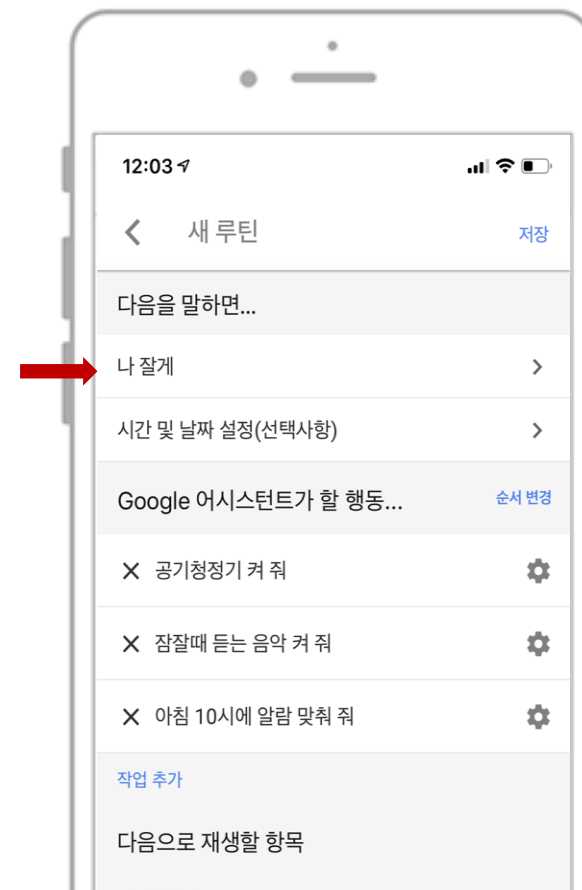 12:03
새 루틴
저장
다음을 말하면...
나 잘게
시간 및 날짜 설정(선택사항)
Google 어시스턴트가 할 행동...
순서 변경
공기청정기 켜 줘
잠잘때 듣는 음악 켜 줘
아침 10시에 알람 맞춰 줘
작업 추가
다음으로 재생할 항목